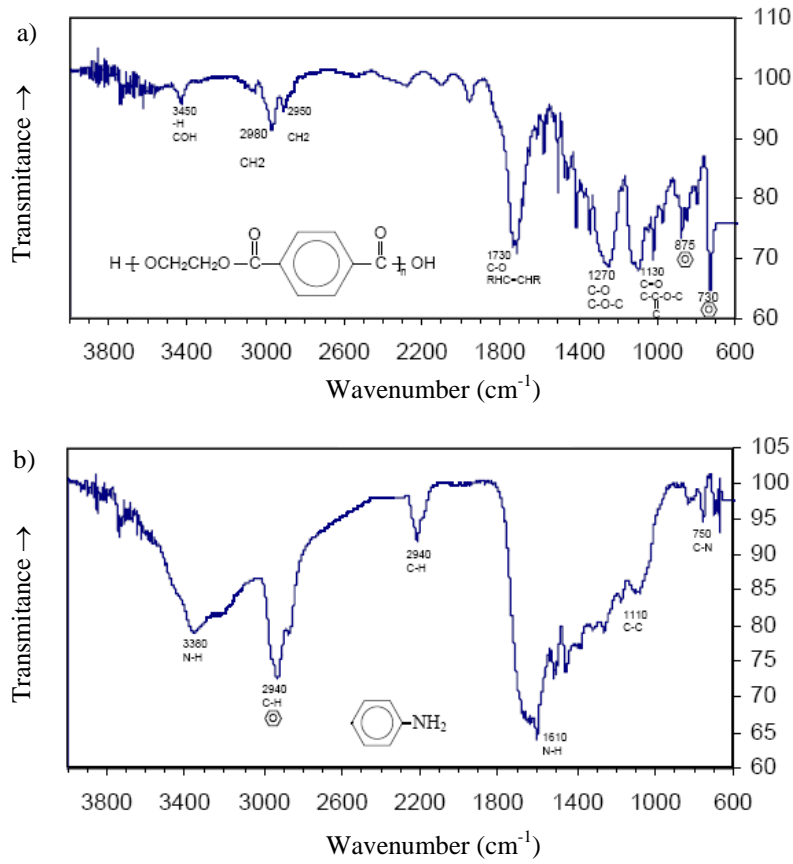 a)
Transmitance →
110
100
90
80
70
60
3450
-H
COH
2980
CH2
2950
CH2
1730
C-O
RHC=CHR
1270
C-O
C-O-C
1130
C=O
C-C-O-C
C
875
730
O
O
H [ OCH₂CH₂O–C C ]n OH
3800 3400 3000 2600 2200 1800 1400 1000 600
Wavenumber (cm⁻¹)
b)
Transmitance →
105
100
95
90
85
80
75
70
65
60
3380
N-H
2940
C-H
2940
C-H
1610
N-H
1110
C-C
750
C-N
NH₂
3800 3400 3000 2600 2200 1800 1400 1000 600
Wavenumber (cm⁻¹)